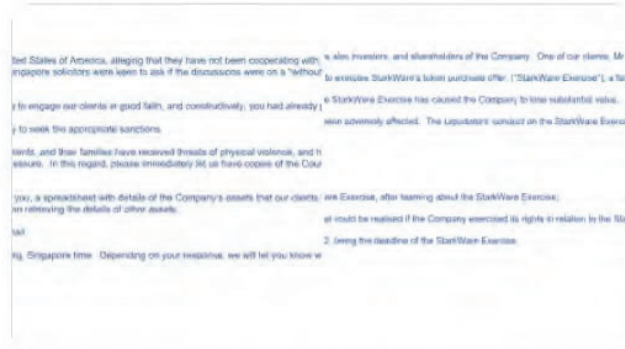 ted States of America, alleging that they have not been cooperating with
ingapore solicitors were keen to ask if the discussions were on a "without
y to engage our clients in good faith, and constructively, you had already
y to seek the appropriate sanctions.
ients, and their families have received threats of physical violence, and h
essure. In this regard, please immediately let us have copies of the Cour
you, a spreadsheet with details of the Company's assets that our clients
on retrieving the details of other assets.
ng, Singapore time. Depending on your response, we will let you know w
s also investors, and shareholders of the Company. One of our clients, Mr
to exercise StarkWare's token purchase offer. ("StarkWare Exercise"), a
e StarkWare Exercise has caused the Company to lose substantial value.
been adversely affected. The Liquidators' conduct on the StarkWare Exerc
are Exercise, after learning about the StarkWare Exercise;
at could be realised if the Company exercised its rights in relation to the Sta
2, being the deadline of the StarkWare Exercise.